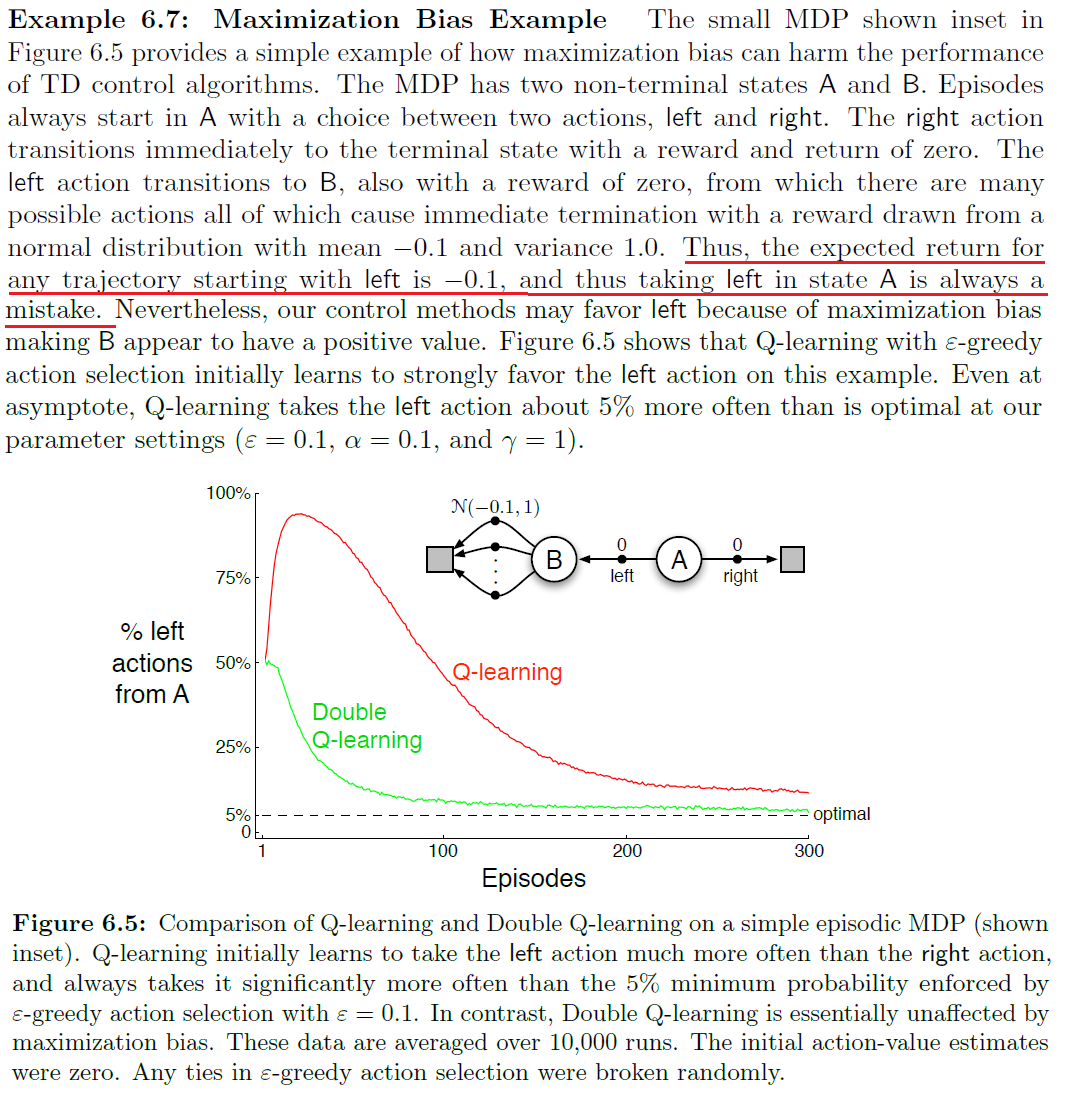 Example 6.7: Maximization Bias Example The small MDP shown inset in
Figure 6.5 provides a simple example of how maximization bias can harm the performance
of TD control algorithms. The MDP has two non-terminal states A and B. Episodes
always start in A with a choice between two actions, left and right. The right action
transitions immediately to the terminal state with a reward and return of zero. The
left action transitions to B, also with a reward of zero, from which there are many
possible actions all of which cause immediate termination with a reward drawn from a
normal distribution with mean −0.1 and variance 1.0. Thus, the expected return for
any trajectory starting with left is −0.1, and thus taking left in state A is always a
mistake. Nevertheless, our control methods may favor left because of maximization bias
making B appear to have a positive value. Figure 6.5 shows that Q-learning with ε-greedy
action selection initially learns to strongly favor the left action on this example. Even at
asymptote, Q-learning takes the left action about 5% more often than is optimal at our
parameter settings (ε = 0.1, α = 0.1, and γ = 1).
100%
N(−0.1, 1)
B
0
left
A
0
right
75%
% left
actions
from A
50%
Q-learning
Double
Q-learning
25%
5%
optimal
0
1
100
200
300
Episodes
Figure 6.5: Comparison of Q-learning and Double Q-learning on a simple episodic MDP (shown
inset). Q-learning initially learns to take the left action much more often than the right action,
and always takes it significantly more often than the 5% minimum probability enforced by
ε-greedy action selection with ε = 0.1. In contrast, Double Q-learning is essentially unaffected by
maximization bias. These data are averaged over 10,000 runs. The initial action-value estimates
were zero. Any ties in ε-greedy action selection were broken randomly.